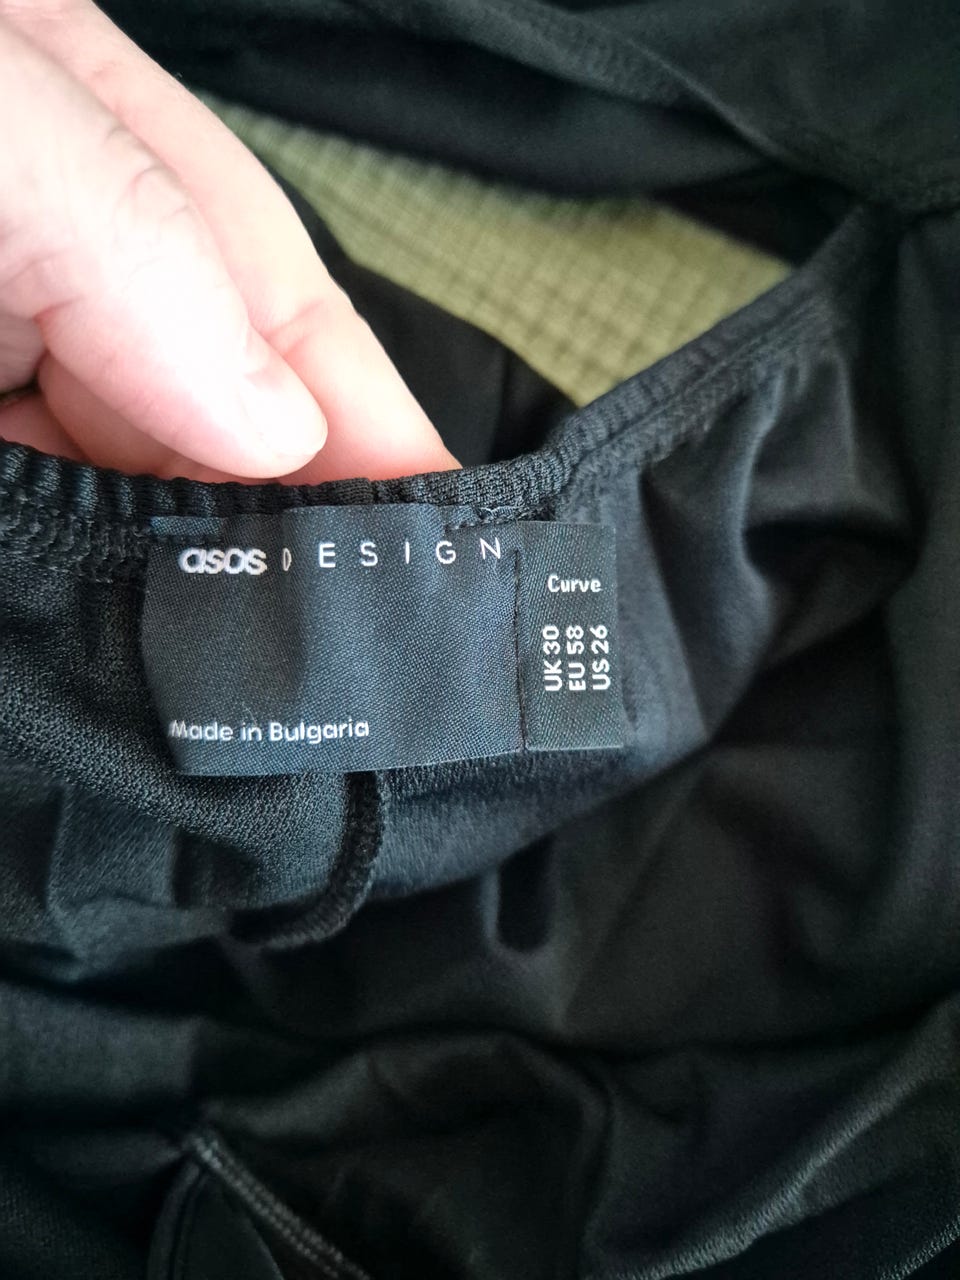 asos DESIGN
Made in Bulgaria
Curve
UK 30
EU 58
US 26